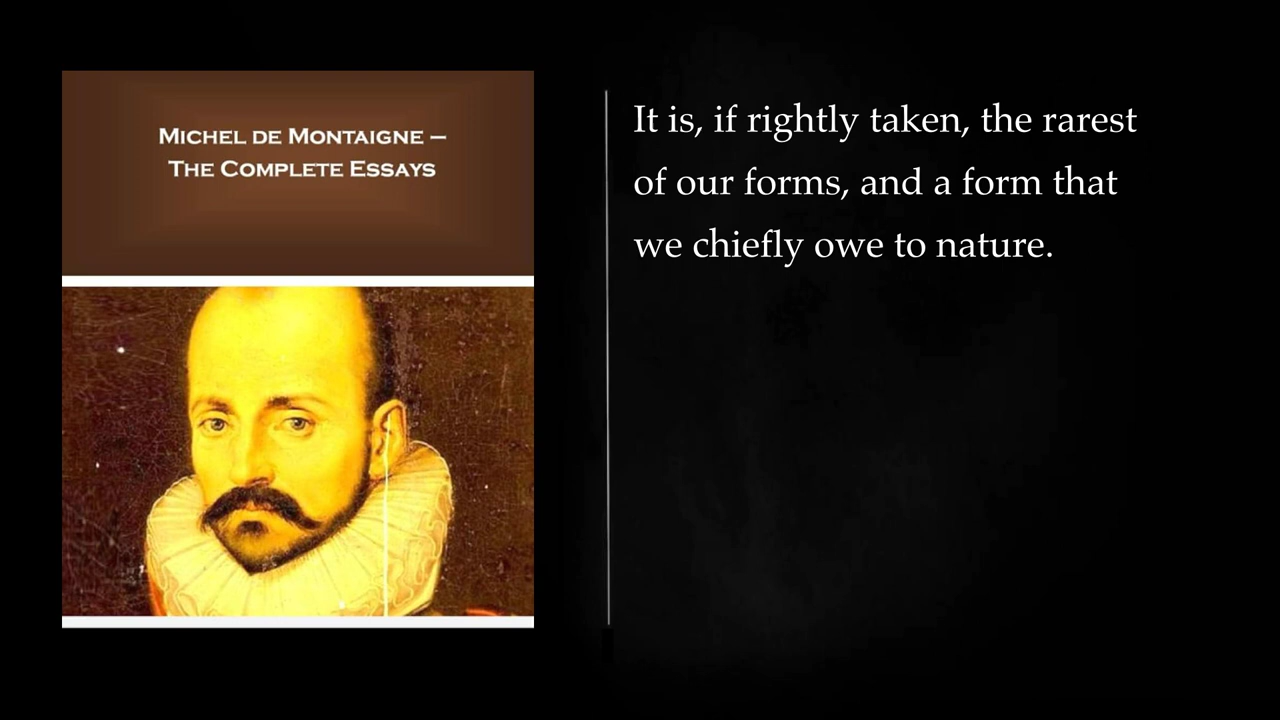 MICHEL DE MONTAIGNE –
THE COMPLETE ESSAYS
It is, if rightly taken, the rarest
of our forms, and a form that
we chiefly owe to nature.